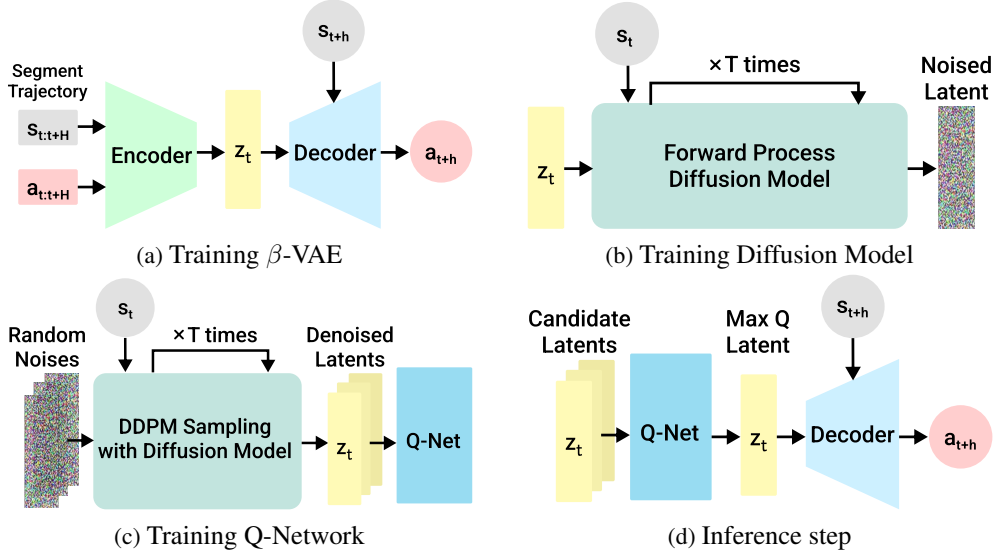 Segment
Trajectory
s_{t:t+H}
a_{t:t+H}
Encoder
z_t
s_{t+h}
Decoder
a_{t+h}
(a) Training β-VAE
s_t
× T times
Noised
Latent
z_t
Forward Process
Diffusion Model
(b) Training Diffusion Model
Random
Noises
s_t
× T times
DDPM Sampling
with Diffusion Model
Denoised
Latents
z_t
Q-Net
(c) Training Q-Network
Candidate
Latents
z_t
Q-Net
Max Q
Latent
z_t
s_{t+h}
Decoder
a_{t+h}
(d) Inference step